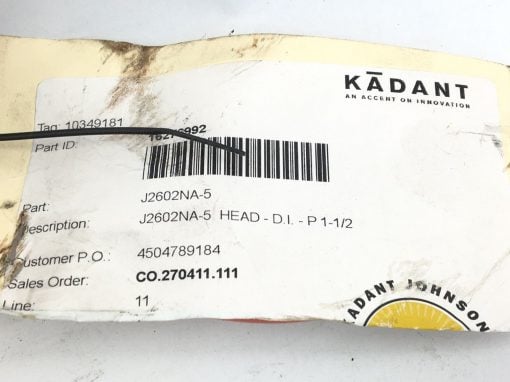 KĀDANT
AN ACCENT ON INNOVATION
Tag: 10349181
Part ID:
Part: J2602NA-5
Description: J2602NA-5 HEAD - D.I. - P 1-1/2
Customer P.O.: 4504789184
Sales Order: CO.270411.111
Line: 11
KADANT JOHNSON